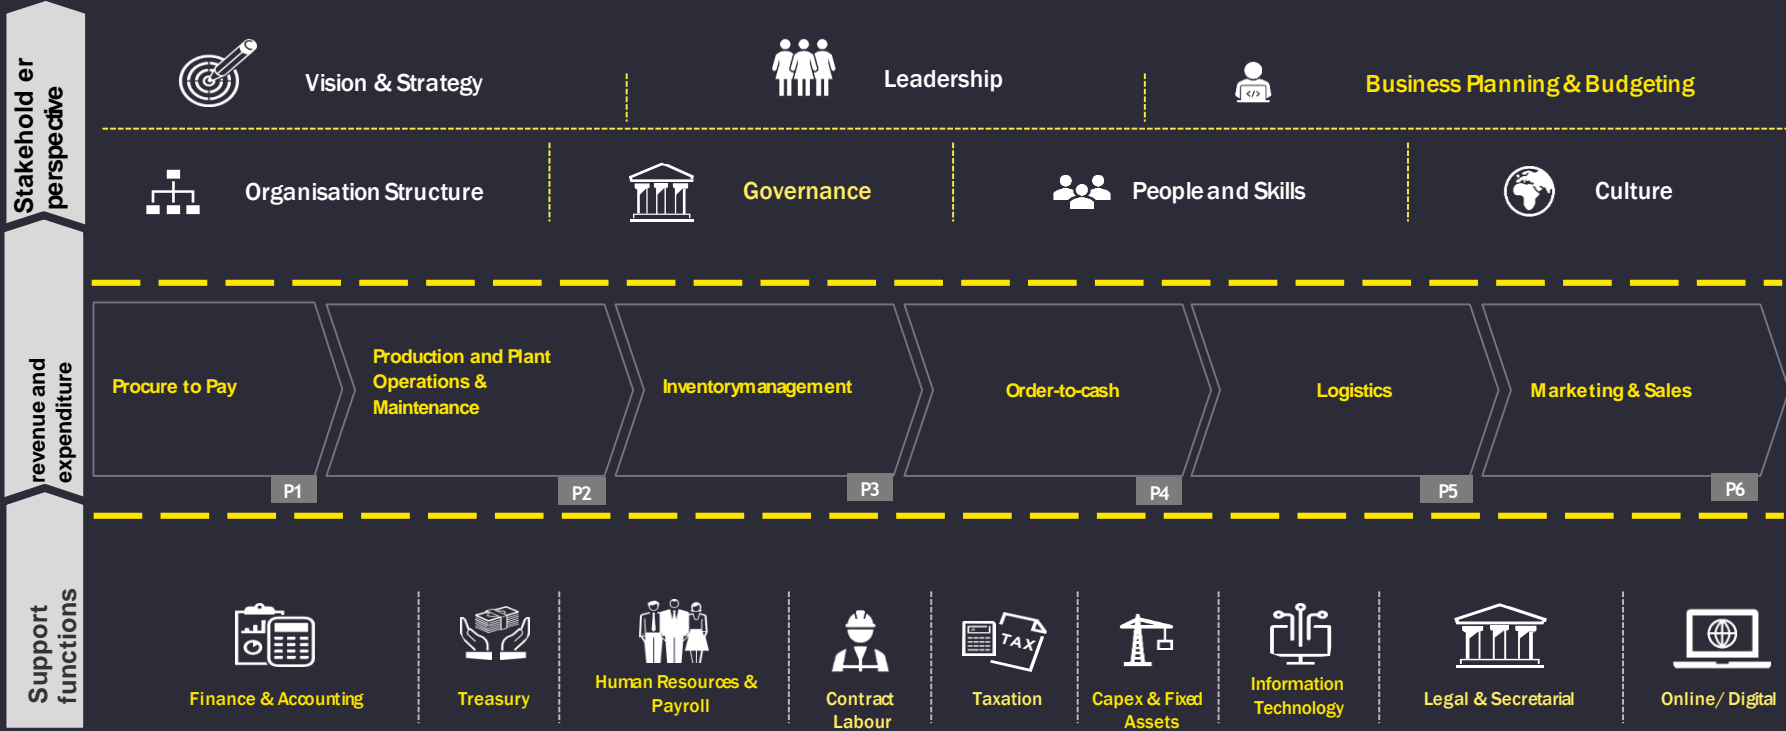 Stakehold er
perspective
Vision & Strategy
Leadership
Business Planning & Budgeting
Organisation Structure
Governance
People and Skills
Culture
revenue and
expenditure
Procure to Pay
Production and Plant
Operations &
Maintenance
Inventorymanagement
Order-to-cash
Logistics
Marketing & Sales
P1
P2
P3
P4
P5
P6
Support
functions
Finance & Accounting
Treasury
Human Resources &
Payroll
Contract
Labour
TAX
Taxation
Capex & Fixed
Assets
Information
Technology
Legal & Secretarial
Online/ Digital